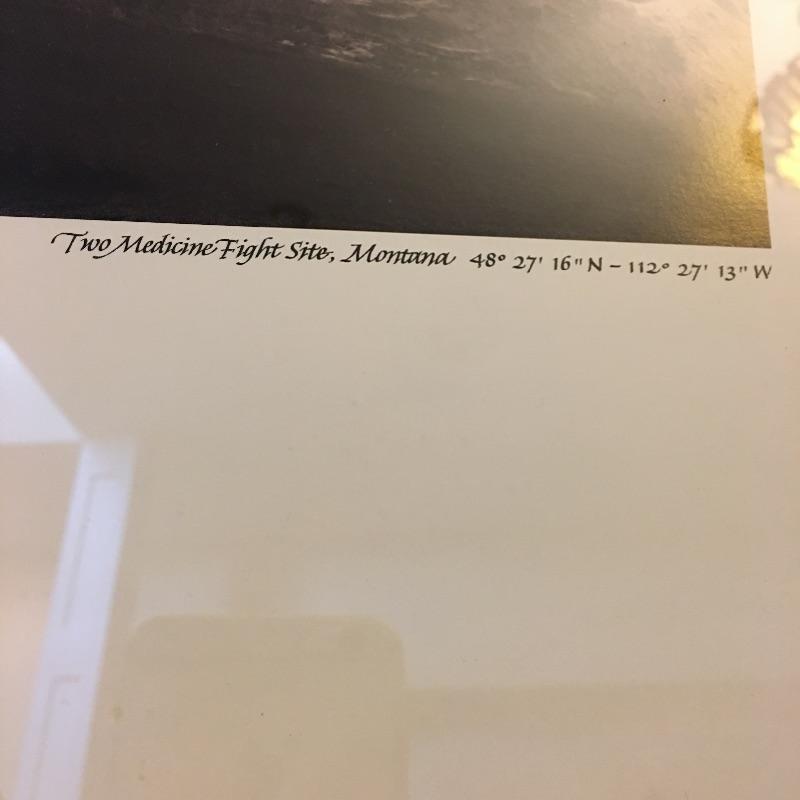 Two Medicine Fight Site, Montana 48° 27' 16" N – 112° 27' 13" W